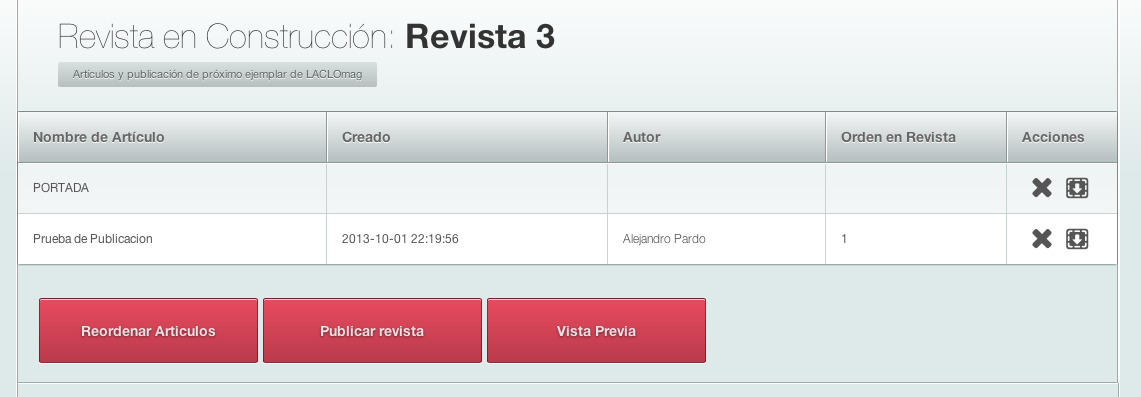 Revista en Construcción: Revista 3
Artículos y publicación de próximo ejemplar de LACLOmag
Nombre de Artículo Creado Autor Orden en Revista Acciones
PORTADA
Prueba de Publicacion 2013-10-01 22:19:56 Alejandro Pardo 1
Reordenar Articulos Publicar revista Vista Previa